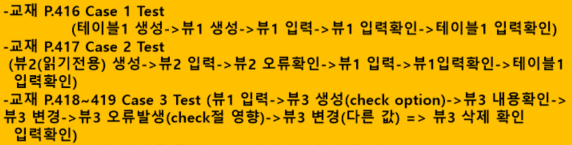 -교재 P.416 Case 1 Test
(테이블1 생성->뷰1 생성->뷰1 입력->뷰1 입력확인->테이블1 입력확인)
-교재 P.417 Case 2 Test
(뷰2(읽기전용) 생성->뷰2 입력->뷰2 오류확인->뷰1 입력->뷰1입력확인->테이블1
입력확인)
-교재 P.418~419 Case 3 Test (뷰1 입력->뷰3 생성(check option)->뷰3 내용확인->
뷰3 변경->뷰3 오류발생(check절 영향)->뷰3 변경(다른 값) => 뷰3 삭제 확인
입력확인)